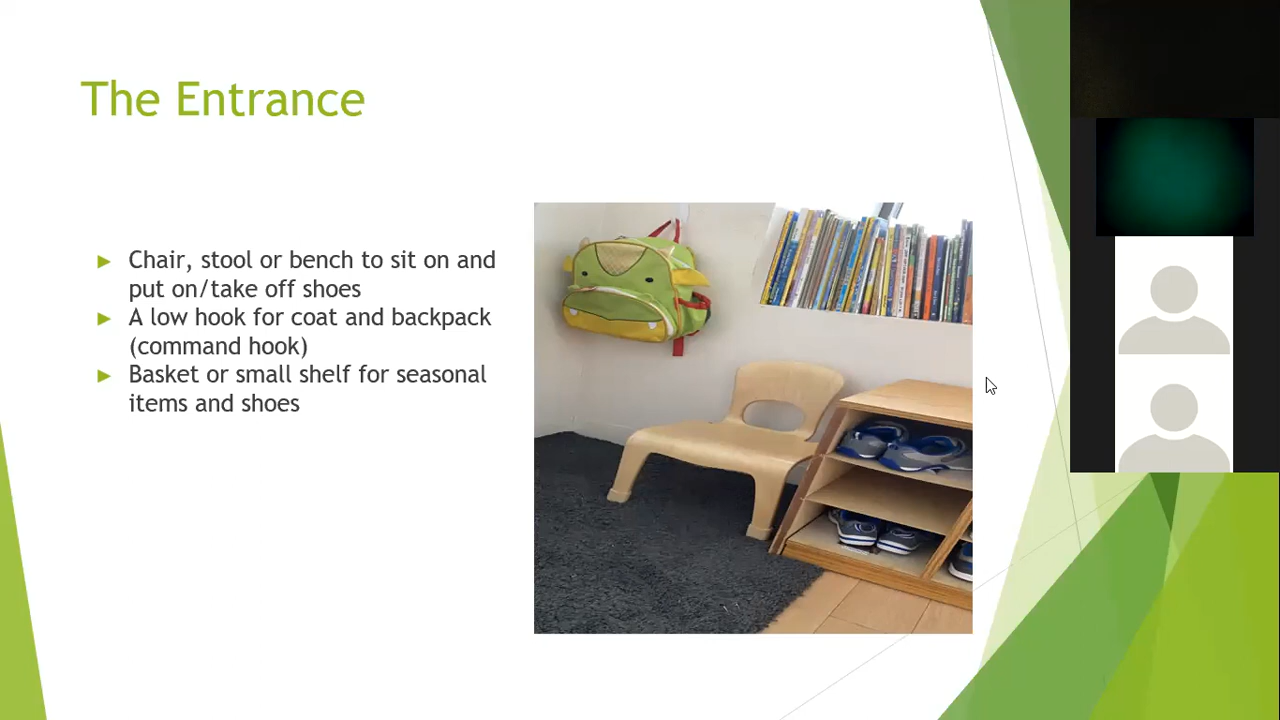 The Entrance
Chair, stool or bench to sit on and
put on/take off shoes
A low hook for coat and backpack
(command hook)
Basket or small shelf for seasonal
items and shoes